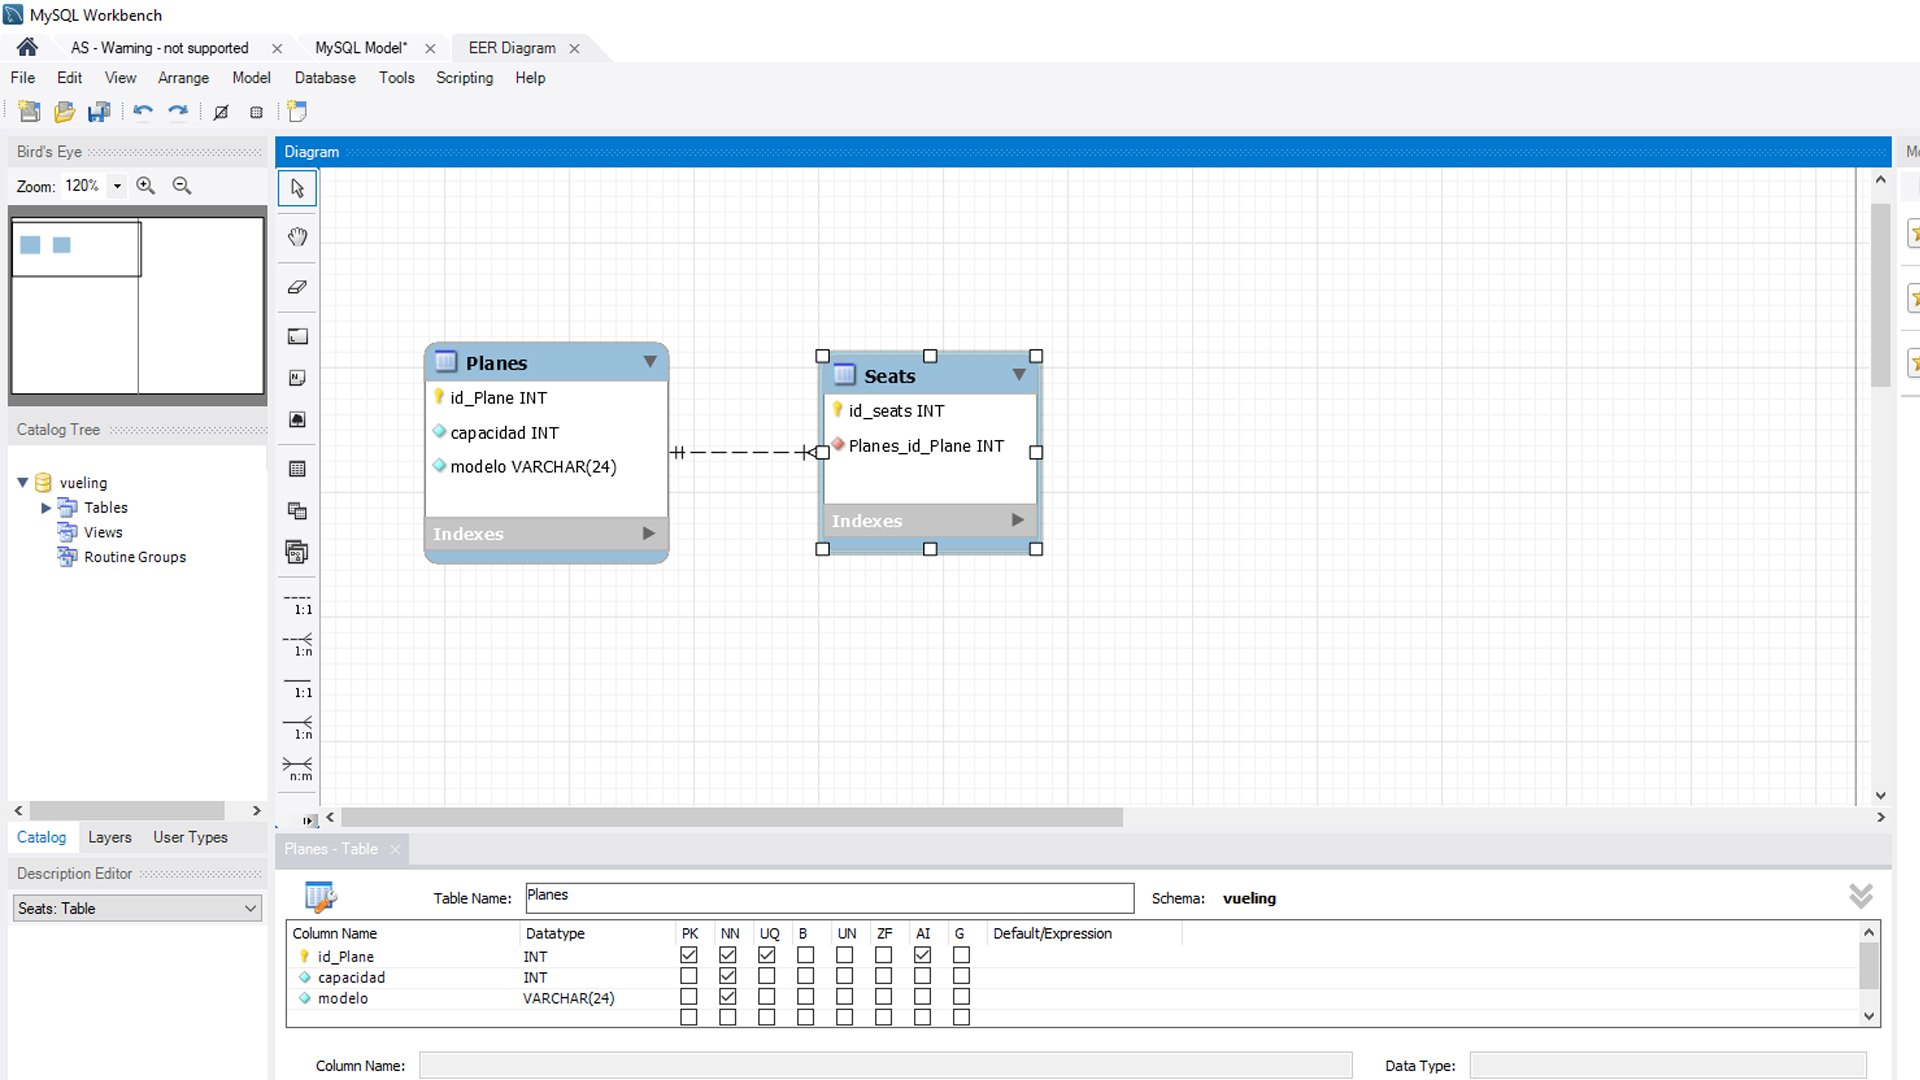 MySQL Workbench
AS - Warning - not supported
MySQL Model*
EER Diagram
File Edit View Arrange Model Database Tools Scripting Help
Bird's Eye
Zoom: 120%
Diagram
Mo
Planes
id_Plane INT
capacidad INT
modelo VARCHAR(24)
Indexes
Seats
id_seats INT
Planes_id_Plane INT
Indexes
Catalog Tree
vueling
Tables
Views
Routine Groups
1:1
1:n
1:1
1:n
n:m
Catalog Layers User Types
Description Editor
Seats: Table
Planes - Table
Table Name: Planes Schema: vueling
Column Name Datatype PK NN UQ B UN ZF AI G Default/Expression
id_Plane INT
capacidad INT
modelo VARCHAR(24)
Column Name: Data Type: